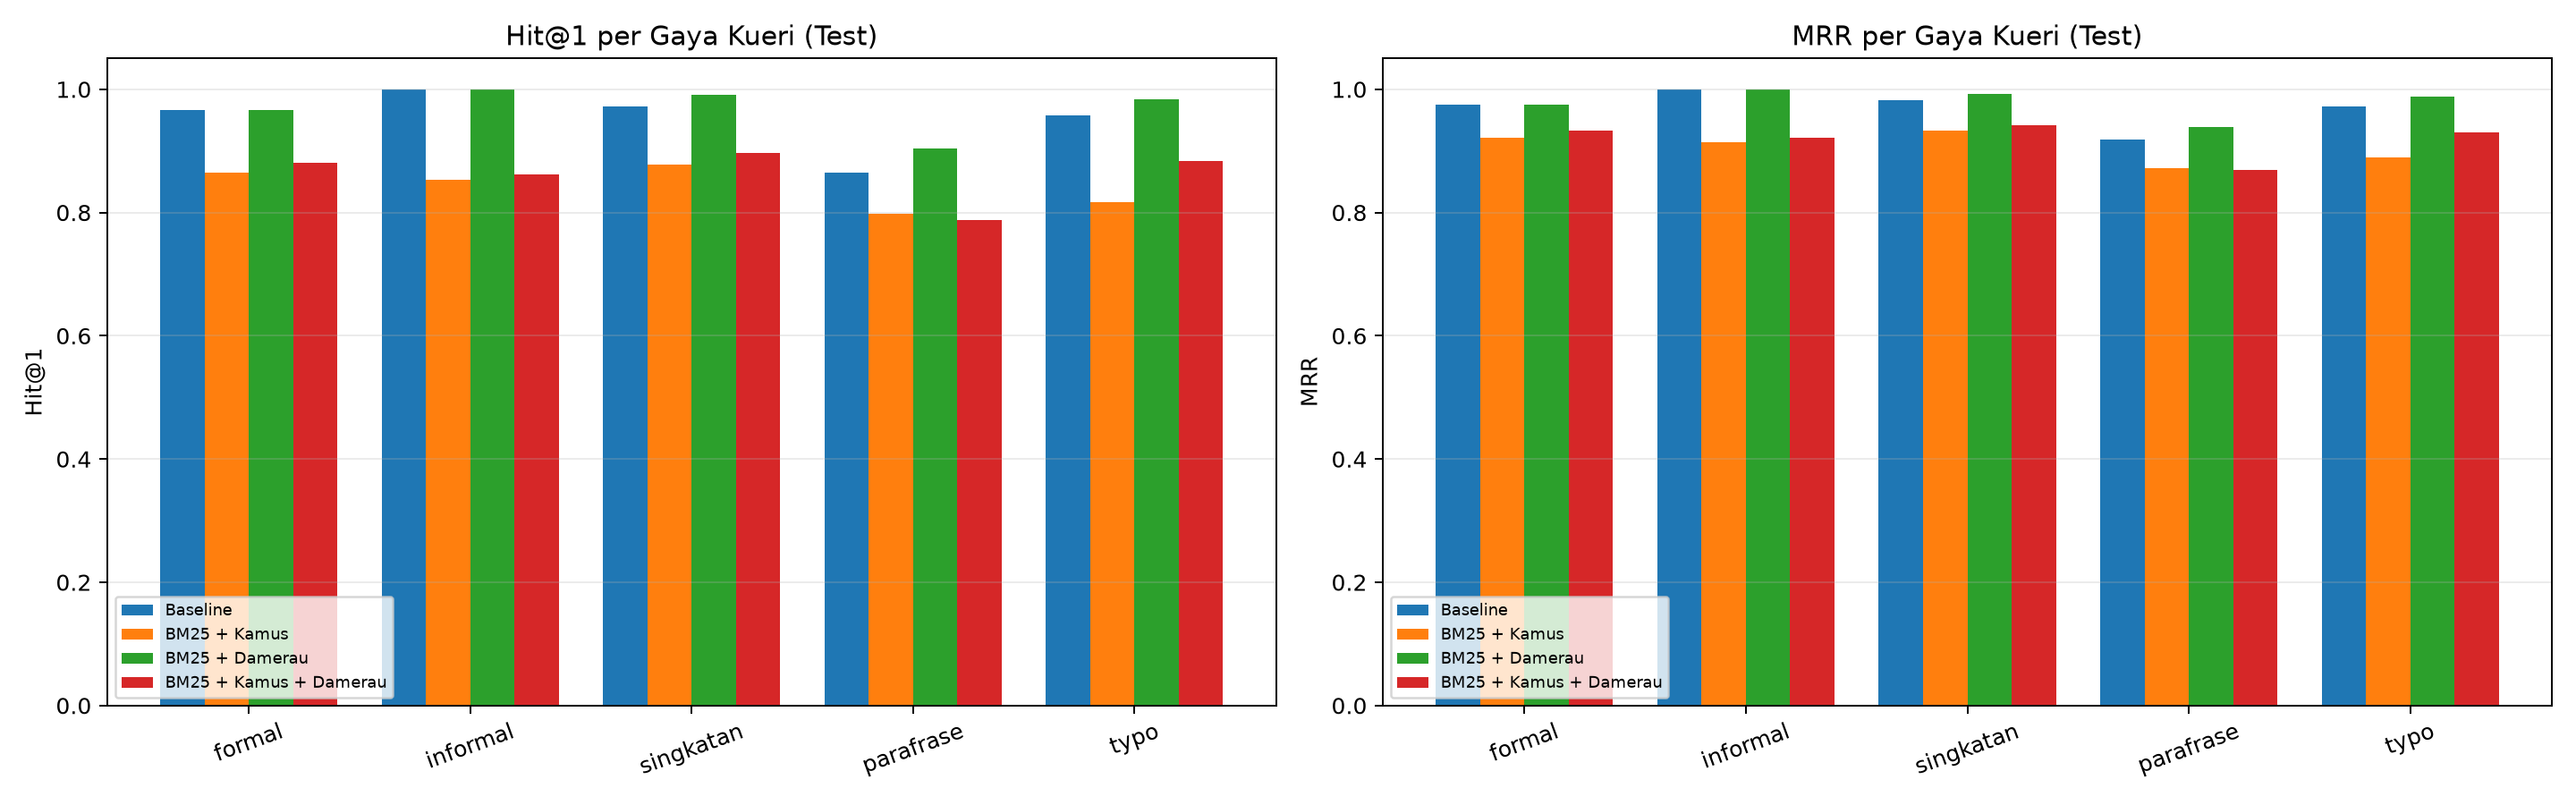 Hit@1 per Gaya Kueri (Test)
Hit@1
1.0
0.8
0.6
0.4
0.2
0.0
Baseline
BM25 + Kamus
BM25 + Damerau
BM25 + Kamus + Damerau
formal
informal
singkatan
parafrase
typo
MRR per Gaya Kueri (Test)
MRR
1.0
0.8
0.6
0.4
0.2
0.0
Baseline
BM25 + Kamus
BM25 + Damerau
BM25 + Kamus + Damerau
formal
informal
singkatan
parafrase
typo